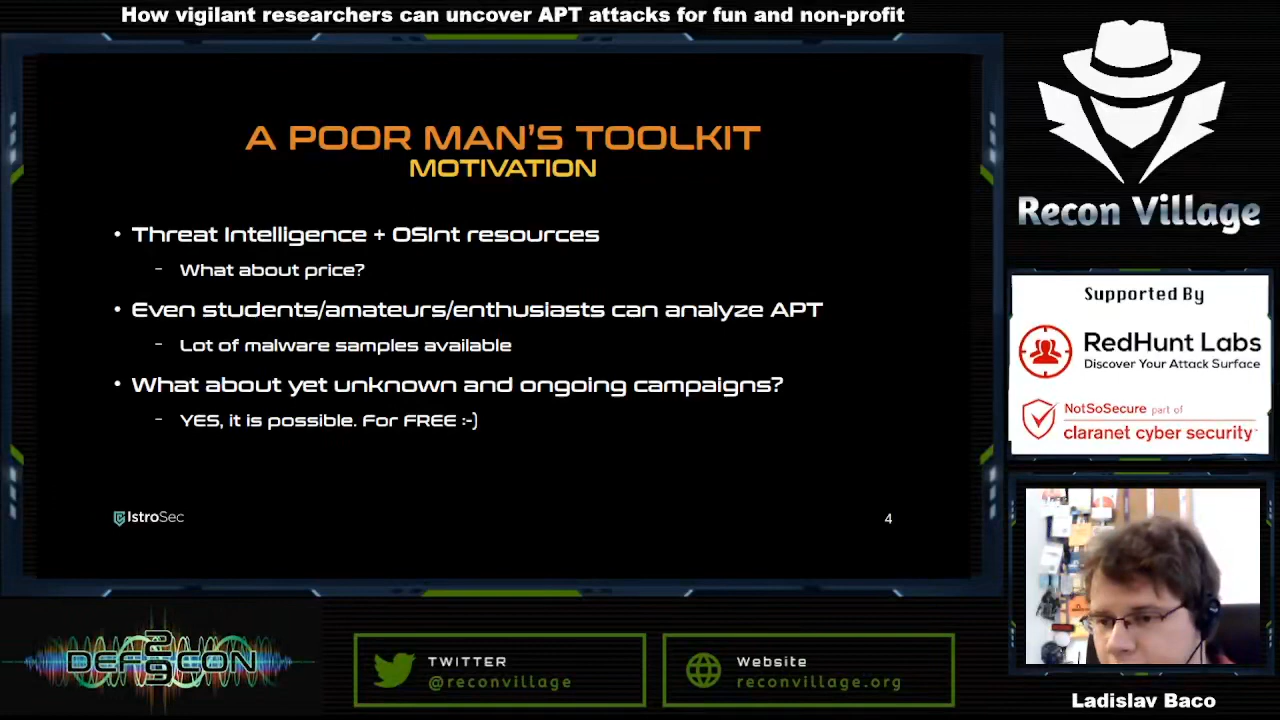 How vigilant researchers can uncover APT attacks for fun and non-profit
A POOR MAN'S TOOLKIT
MOTIVATION
• Threat Intelligence + OSInt resources
- What about price?
• Even students/amateurs/enthusiasts can analyze APT
- Lot of malware samples available
• What about yet unknown and ongoing campaigns?
- YES, it is possible. For FREE :-)
IstroSec
4
Recon Village
Supported By
RedHunt Labs
Discover Your Attack Surface
NotSoSecure part of
claranet cyber security
DEFCON
29
TWITTER
@reconvillage
Website
reconvillage.org
Ladislav Baco